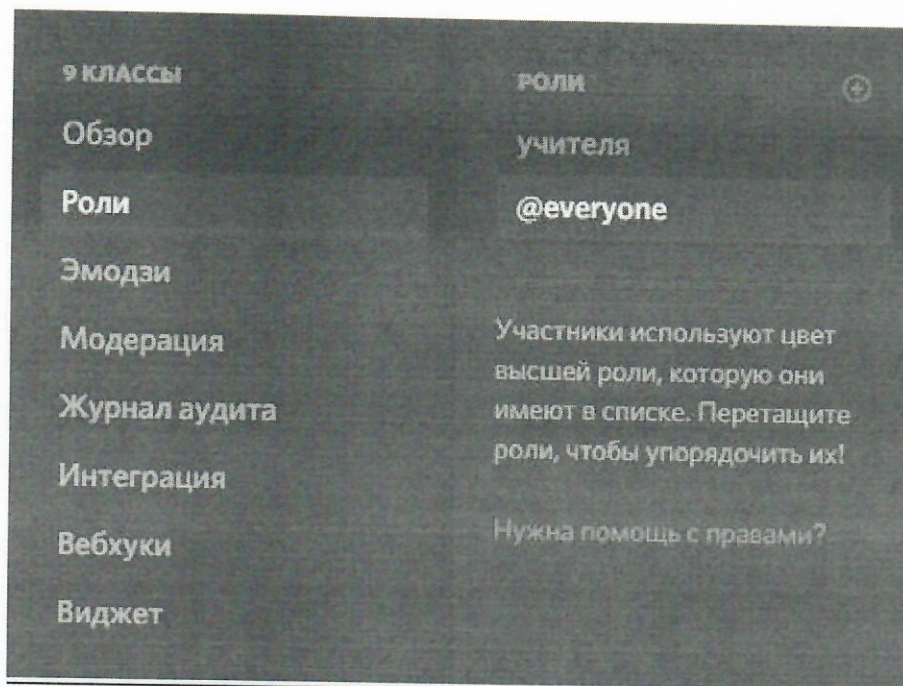 9 КЛАССЫ
Обзор
Роли
Эмодзи
Модерация
Журнал аудита
Интеграция
Вебхуки
Виджет
РОЛИ
учителя
@everyone
Участники используют цвет
высшей роли, которую они
имеют в списке. Перетащите
роли, чтобы упорядочить их!
Нужна помощь с правами?